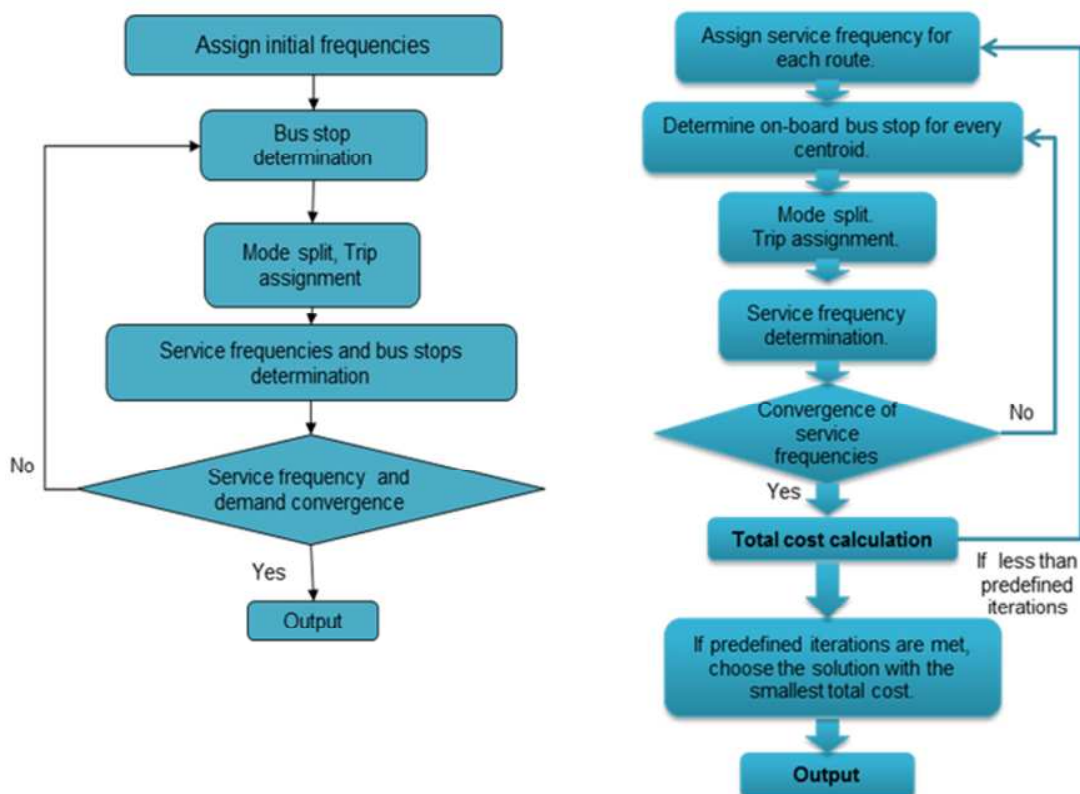 Assign initial frequencies
Bus stop
determination
Mode split, Trip
assignment
Service frequencies and bus stops
determination
No
Service frequency and
demand convergence
Yes
Output
Assign service frequency for
each route.
Determine on-board bus stop for every
centroid.
Mode split.
Trip assignment.
Service frequency
determination.
Convergence of
service
frequencies
No
Yes
Total cost calculation
If less than
predefined
iterations
If predefined iterations are met,
choose the solution with the
smallest total cost.
Output